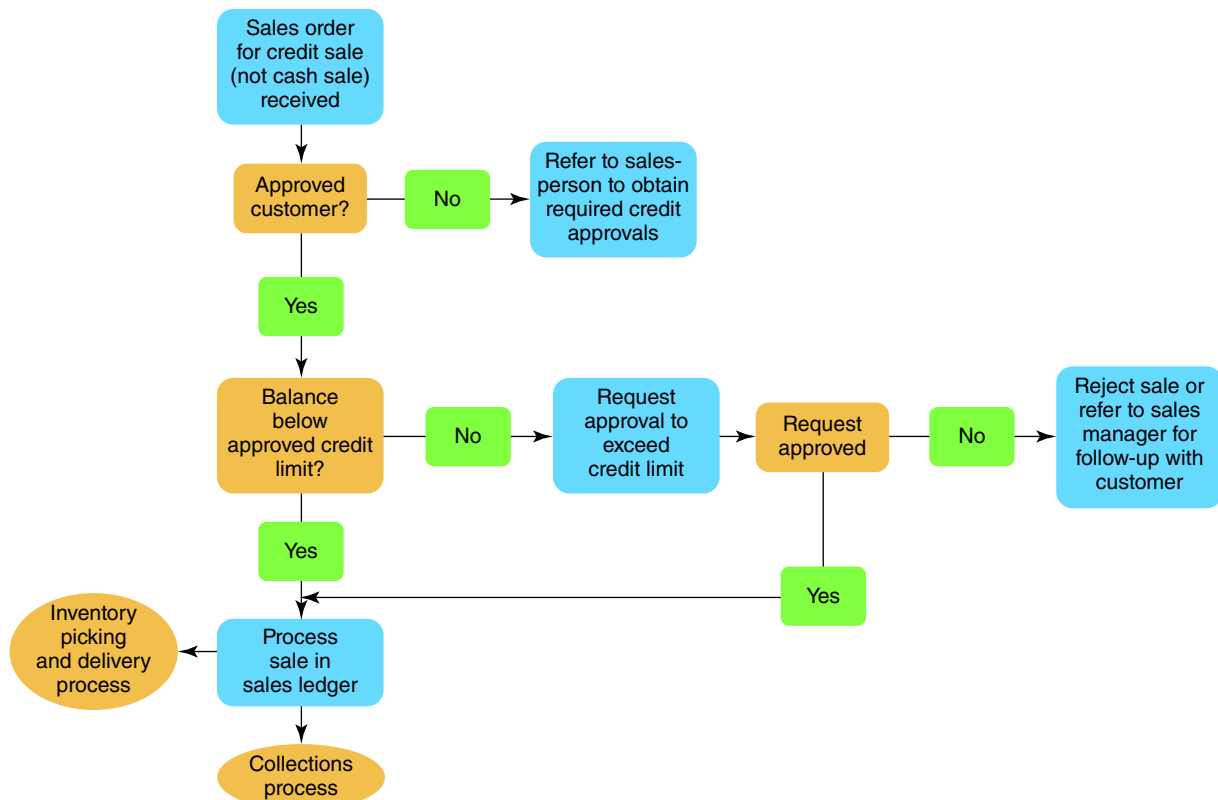 Sales order
for credit sale
(not cash sale)
received
Approved
customer?
No
Refer to sales-
person to obtain
required credit
approvals
Yes
Balance
below
approved credit
limit?
No
Request
approval to
exceed
credit limit
Request
approved
No
Reject sale or
refer to sales
manager for
follow-up with
customer
Yes
Yes
Inventory
picking
and delivery
process
Process
sale in
sales ledger
Collections
process